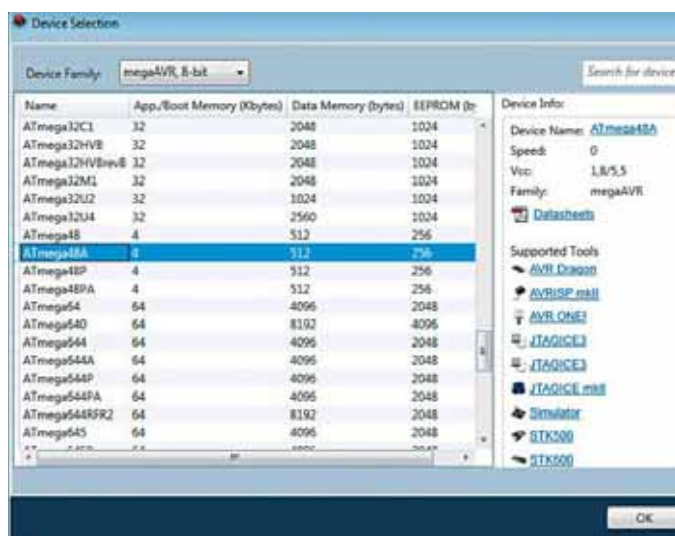 Device Selection
Device Family: megaAVR, 8-bit
Search for device
Name App./Boot Memory (Kbytes) Data Memory (bytes) EEPROM (b
ATmega32C1 32 2048 1024
ATmega32HVB 32 2048 1024
ATmega32HVBrevB 32 2048 1024
ATmega32M1 32 2048 1024
ATmega32U2 32 1024 1024
ATmega32U4 32 2560 1024
ATmega48 4 512 256
ATmega48A 4 512 256
ATmega48P 4 512 256
ATmega48PA 4 512 256
ATmega64 64 4096 2048
ATmega640 64 8192 4096
ATmega644 64 4096 2048
ATmega644A 64 4096 2048
ATmega644P 64 4096 2048
ATmega644PA 64 4096 2048
ATmega644RFR2 64 8192 2048
ATmega645 64 4096 2048
Device Info:
Device Name: ATmega48A
Speed: 0
Vcc: 1,8/5,5
Family: megaAVR
Datasheets
Supported Tools
AVR Dragon
AVRISP mkII
AVR ONE!
JTAGICE3
JTAGICE3
JTAGICE mkII
Simulator
STK500
STK600
OK